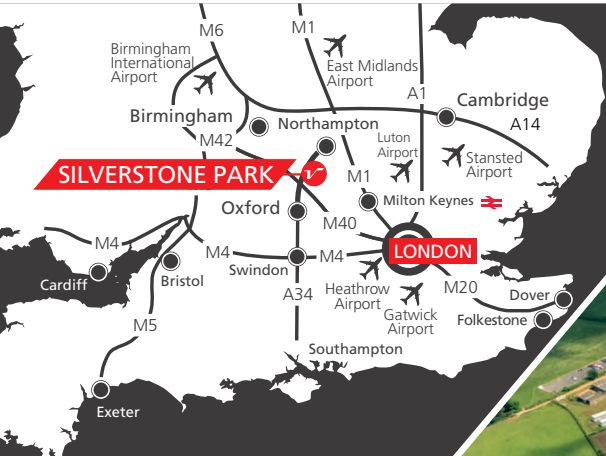 M6
M1
Birmingham
International
Airport
East Midlands
Airport
A1
Cambridge
Birmingham
Northampton
A14
M42
Luton
Airport
Stansted
Airport
SILVERSTONE PARK
M1
Milton Keynes
Oxford
M40
LONDON
M4
M4
M4
Swindon
Cardiff
Bristol
Heathrow
Airport
M20
A34
Dover
Gatwick
Airport
Folkestone
M5
Southampton
Exeter